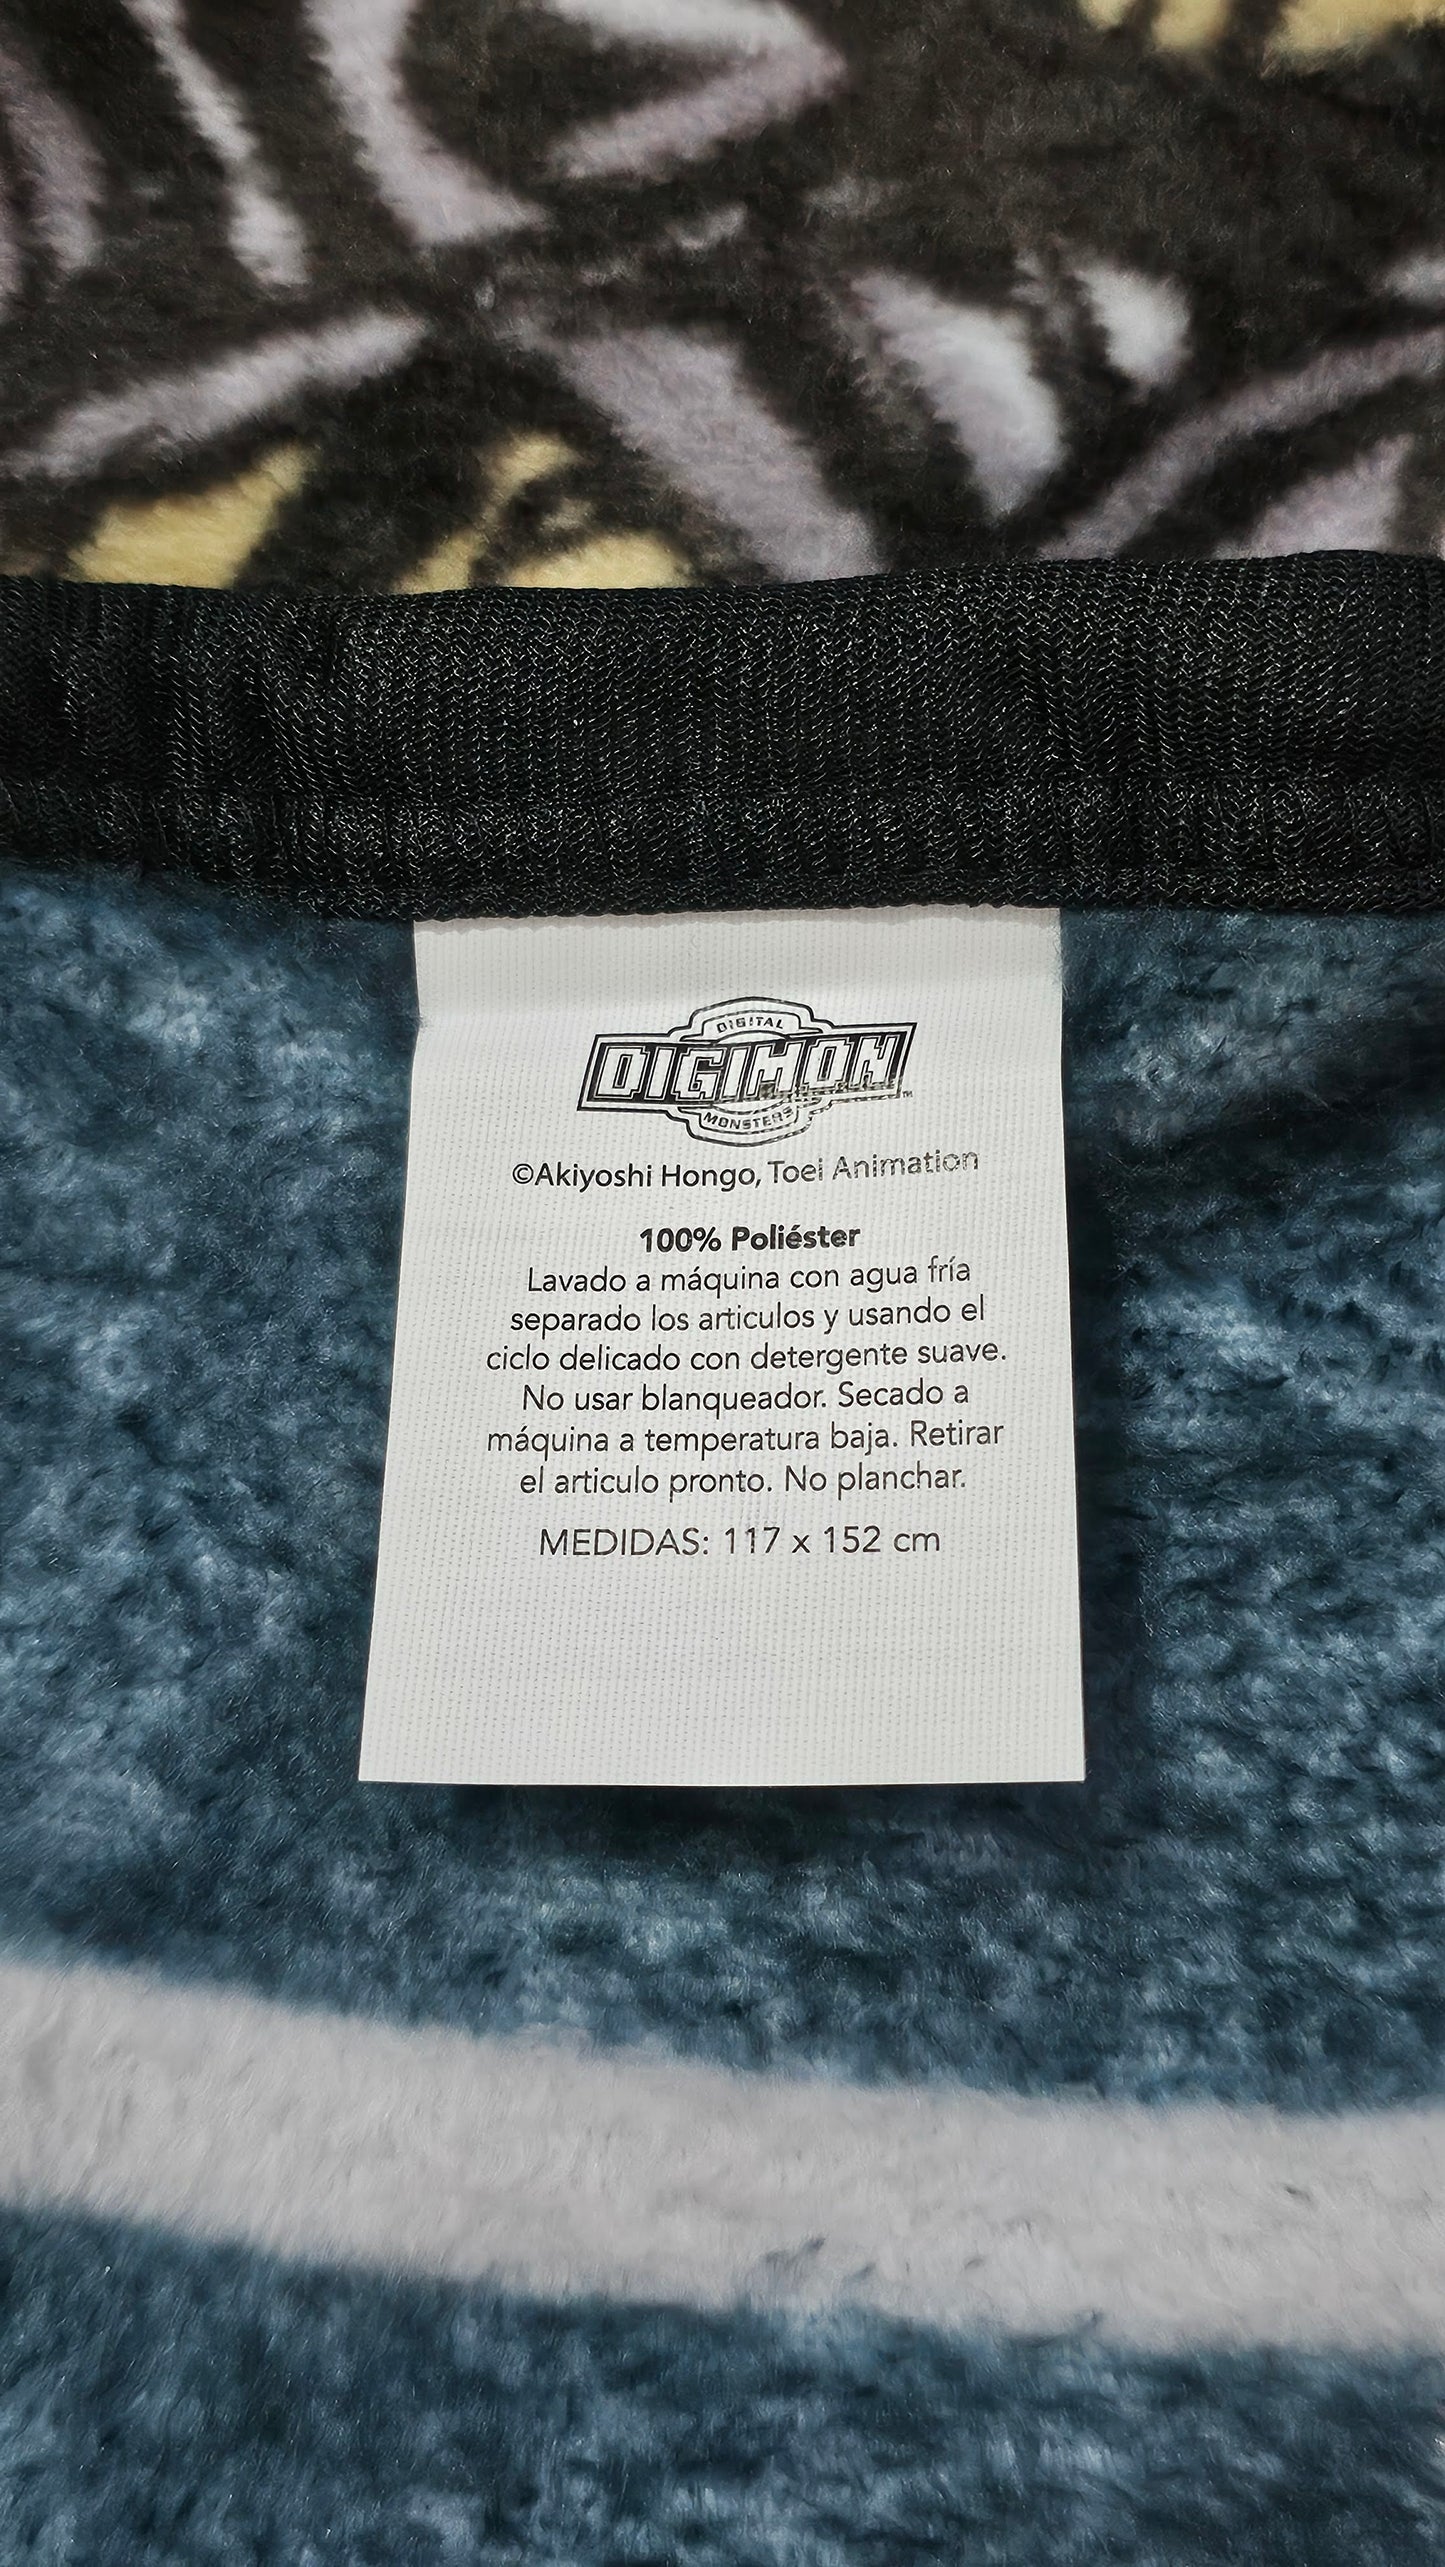 DIGITAL
DIGIMON
MONSTERS
™
©Akiyoshi Hongo, Toei Animation
100% Poliéster
Lavado a máquina con agua fría
separado los articulos y usando el
ciclo delicado con detergente suave.
No usar blanqueador. Secado a
máquina a temperatura baja. Retirar
el articulo pronto. No planchar.
MEDIDAS: 117 x 152 cm